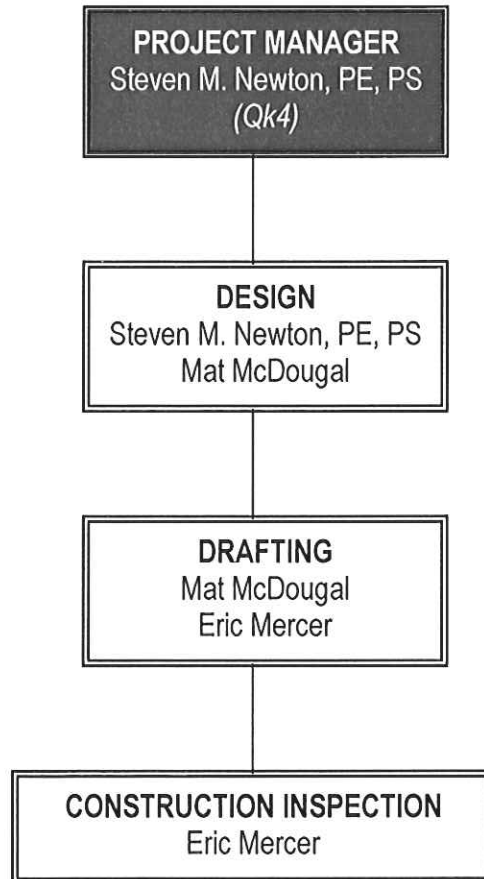 PROJECT MANAGER
Steven M. Newton, PE, PS
(Qk4)
DESIGN
Steven M. Newton, PE, PS
Mat McDougal
DRAFTING
Mat McDougal
Eric Mercer
CONSTRUCTION INSPECTION
Eric Mercer